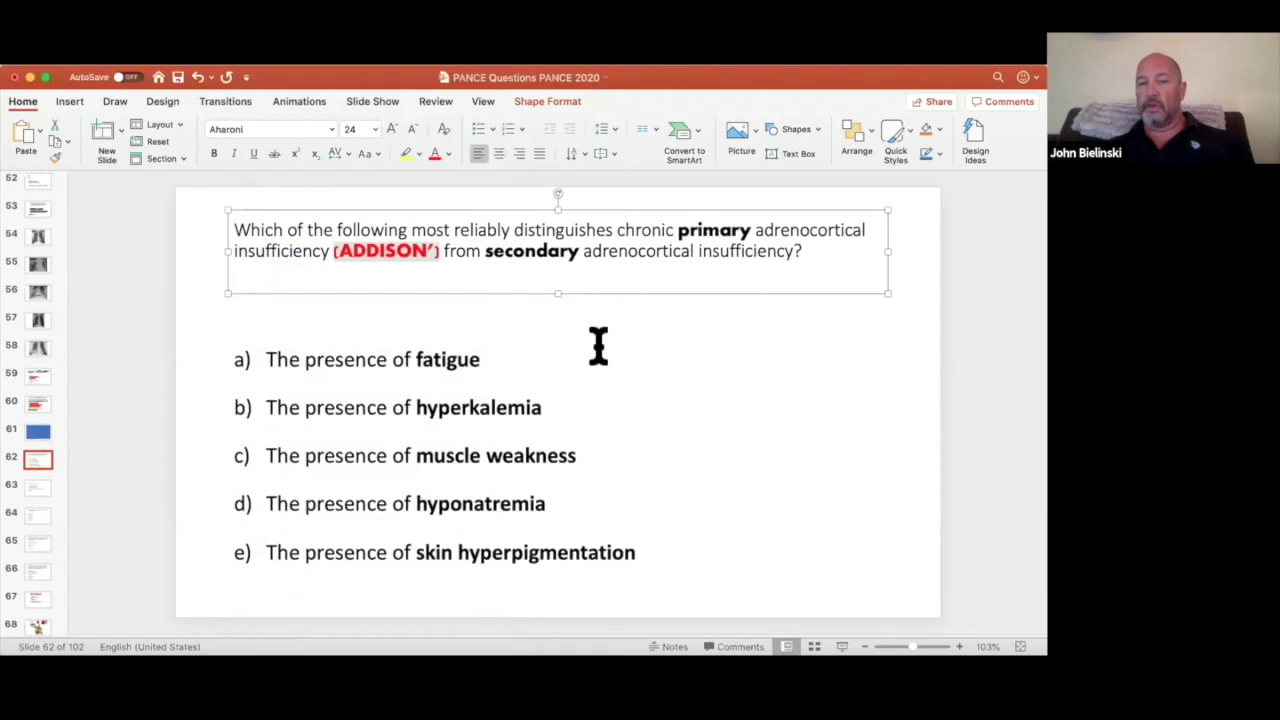 AutoSave OFF
PANCE Questions PANCE 2020
Home Insert Draw Design Transitions Animations Slide Show Review View Shape Format
Share Comments
Paste
New Slide
Layout
Reset
Section
Aharoni 24
Convert to SmartArt
Picture
Shapes
Text Box
Arrange
Quick Styles
Design Ideas
John Bielinski
52
53
54
55
56
57
58
59
60
61
62
63
64
65
66
67
68
Which of the following most reliably distinguishes chronic primary adrenocortical
insufficiency (ADDISON’) from secondary adrenocortical insufficiency?
a) The presence of fatigue
b) The presence of hyperkalemia
c) The presence of muscle weakness
d) The presence of hyponatremia
e) The presence of skin hyperpigmentation
Slide 62 of 102 English (United States) Notes Comments 103%